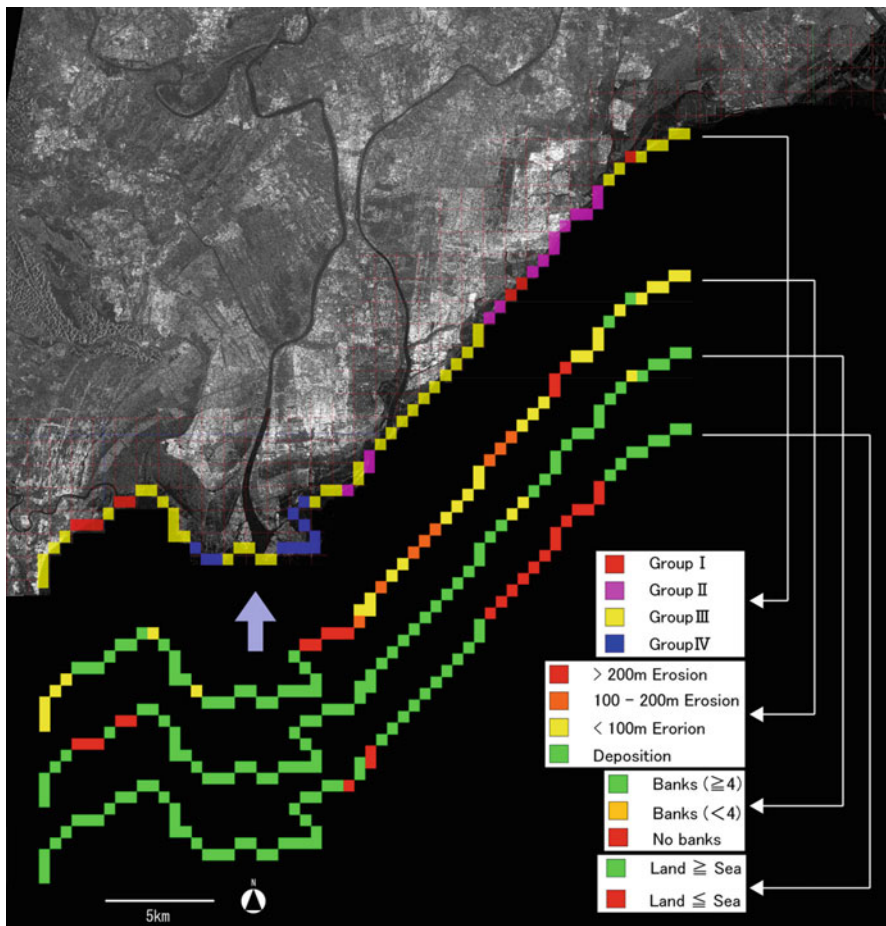 Group Ⅰ
Group Ⅱ
Group Ⅲ
Group Ⅳ
> 200m Erosion
100 - 200m Erosion
< 100m Erorion
Deposition
Banks (≧4)
Banks (<4)
No banks
Land ≧ Sea
Land ≦ Sea
N
5km